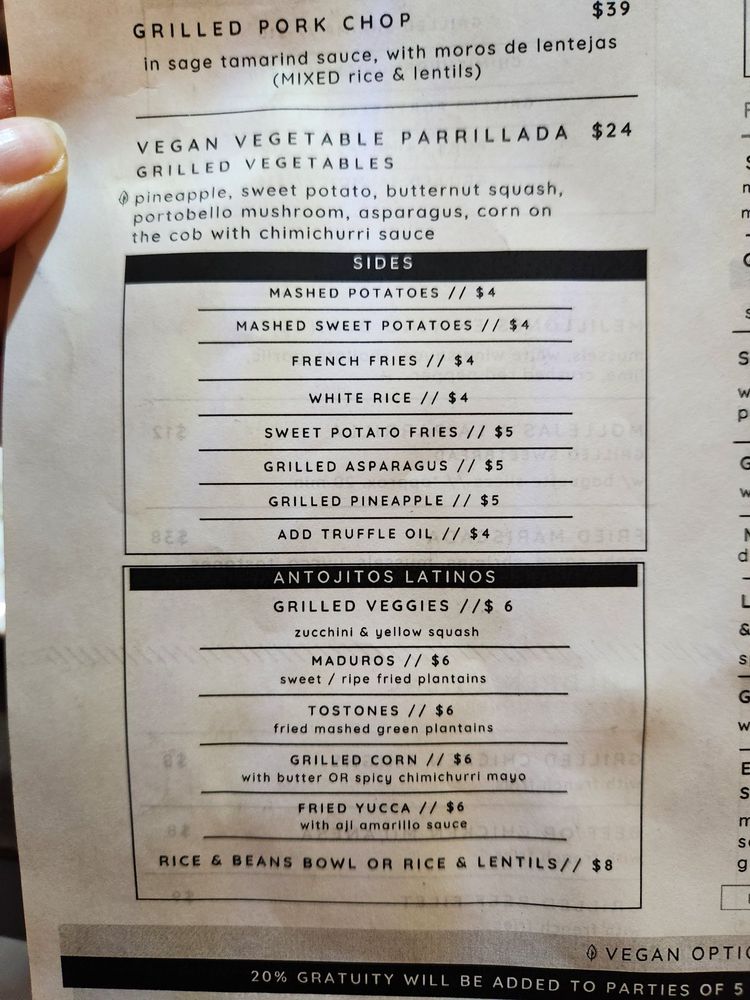 GRILLED PORK CHOP $39
in sage tamarind sauce, with moros de lentejas
(MIXED rice & lentils)
VEGAN VEGETABLE PARRILLADA $24
GRILLED VEGETABLES
pineapple, sweet potato, butternut squash,
portobello mushroom, asparagus, corn on
the cob with chimichurri sauce
SIDES
MASHED POTATOES // $4
MASHED SWEET POTATOES // $4
FRENCH FRIES // $4
WHITE RICE // $4
SWEET POTATO FRIES // $5
GRILLED ASPARAGUS // $5
GRILLED PINEAPPLE // $5
ADD TRUFFLE OIL // $4
ANTOJITOS LATINOS
GRILLED VEGGIES //$ 6
zucchini & yellow squash
MADUROS // $6
sweet / ripe fried plantains
TOSTONES // $6
fried mashed green plantains
GRILLED CORN // $6
with butter OR spicy chimichurri mayo
FRIED YUCCA // $6
with aji amarillo sauce
RICE & BEANS BOWL OR RICE & LENTILS// $8
VEGAN OPTIO
20% GRATUITY WILL BE ADDED TO PARTIES OF 5